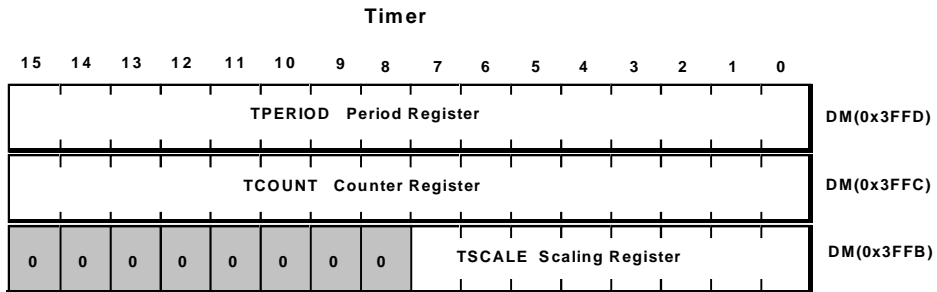 Timer
15 14 13 12 11 10 9 8 7 6 5 4 3 2 1 0
TPERIOD Period Register DM(0x3FFD)
TCOUNT Counter Register DM(0x3FFC)
0 0 0 0 0 0 0 0 TSCALE Scaling Register DM(0x3FFB)